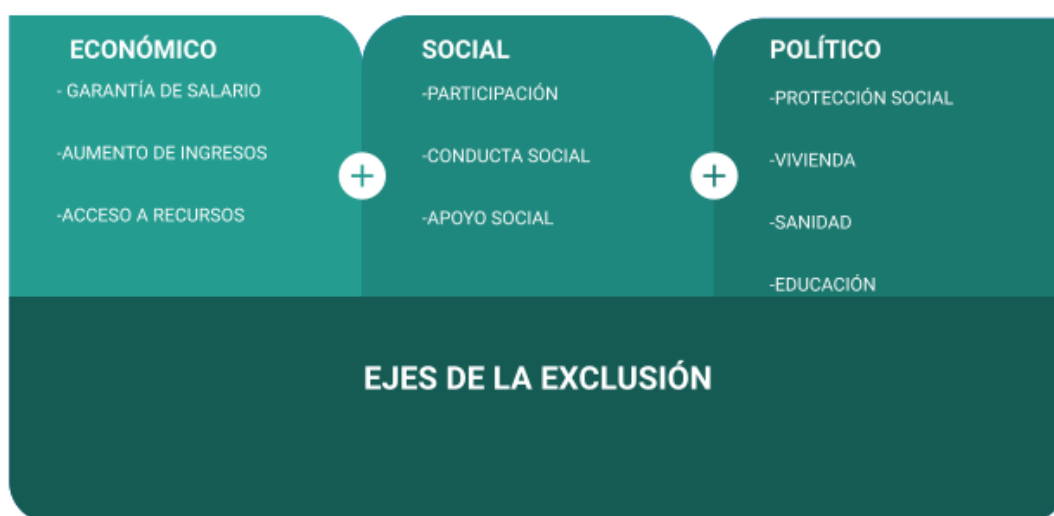 ECONÓMICO
- GARANTÍA DE SALARIO
-AUMENTO DE INGRESOS
-ACCESO A RECURSOS
SOCIAL
-PARTICIPACIÓN
-CONDUCTA SOCIAL
-APOYO SOCIAL
POLÍTICO
-PROTECCIÓN SOCIAL
-VIVIENDA
-SANIDAD
-EDUCACIÓN
+
+
EJES DE LA EXCLUSIÓN